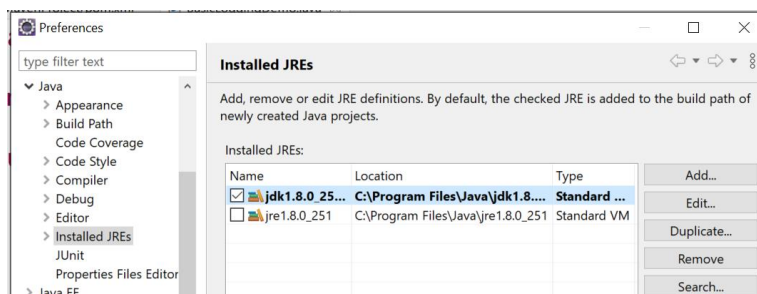 Preferences
type filter text
Java
Appearance
Build Path
Code Coverage
Code Style
Compiler
Debug
Editor
Installed JREs
JUnit
Properties Files Editor
Java EE
Installed JREs
Add, remove or edit JRE definitions. By default, the checked JRE is added to the build path of
newly created Java projects.
Installed JREs:
Name Location Type
jdk1.8.0_25... C:\Program Files\Java\jdk1.8.... Standard ...
jre1.8.0_251 C:\Program Files\Java\jre1.8.0_251 Standard VM
Add...
Edit...
Duplicate...
Remove
Search...